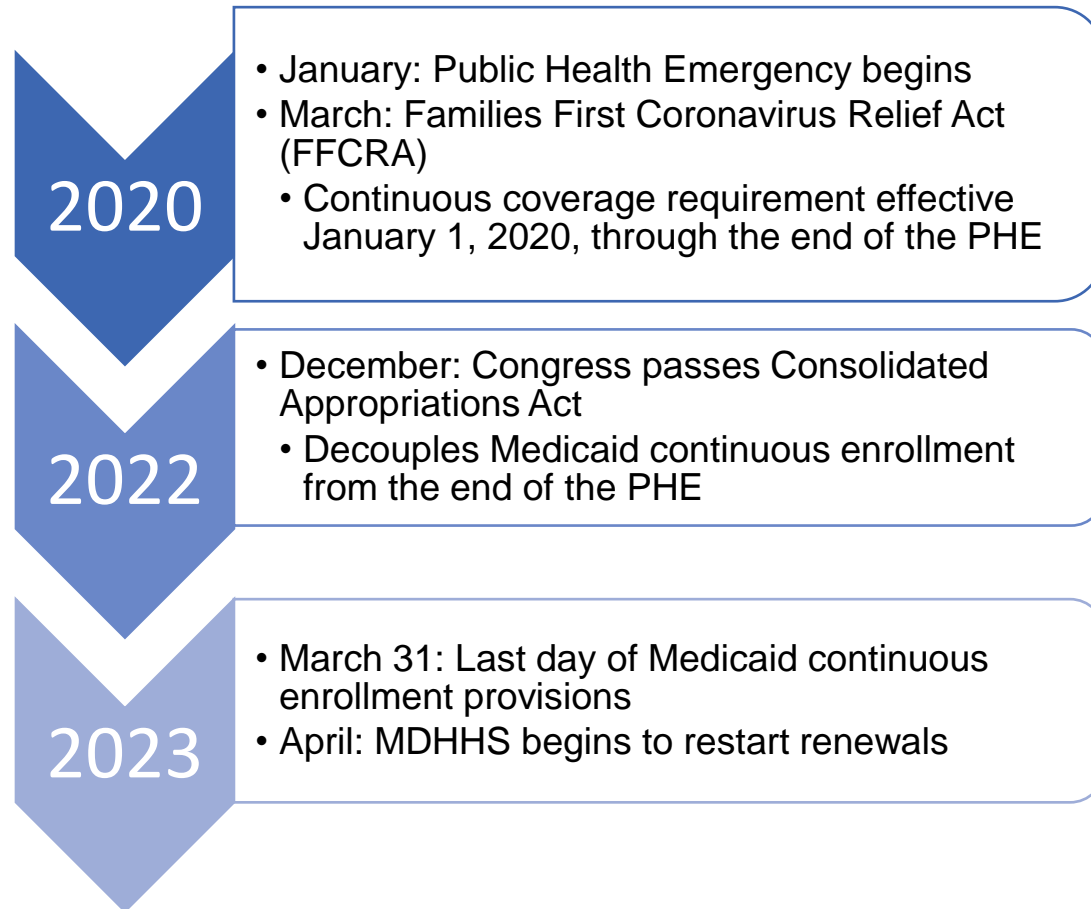 2020
• January: Public Health Emergency begins
• March: Families First Coronavirus Relief Act
(FFCRA)
• Continuous coverage requirement effective
January 1, 2020, through the end of the PHE
2022
• December: Congress passes Consolidated
Appropriations Act
• Decouples Medicaid continuous enrollment
from the end of the PHE
2023
• March 31: Last day of Medicaid continuous
enrollment provisions
• April: MDHHS begins to restart renewals